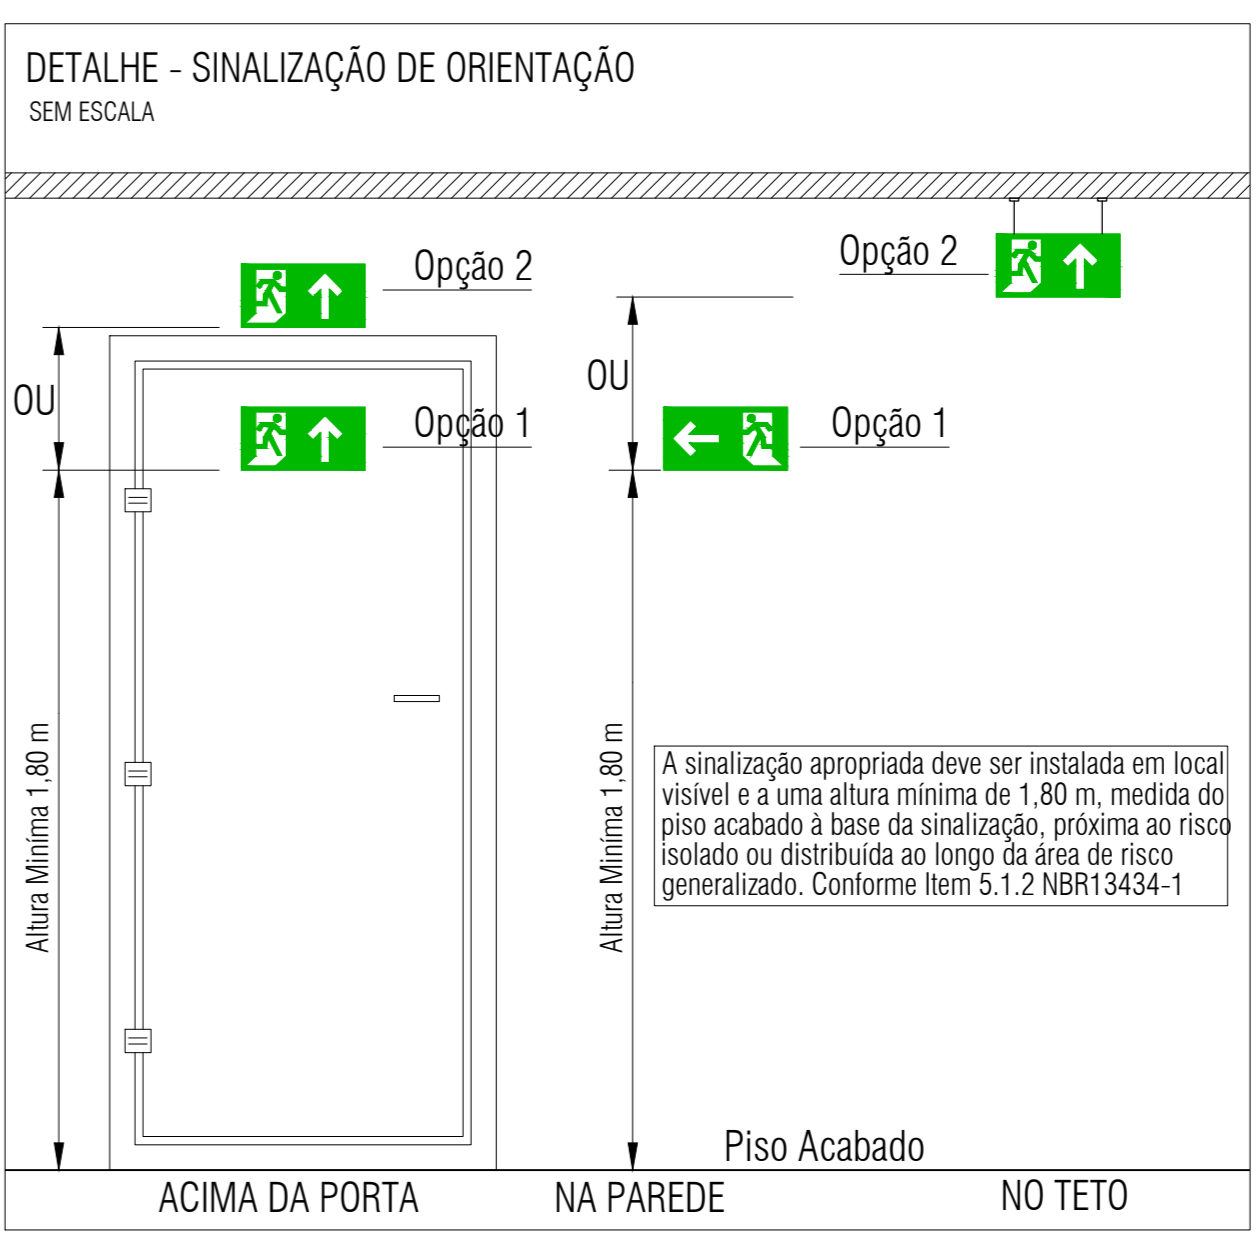 DETALHE - SINALIZAÇÃO DE ORIENTAÇÃO
SEM ESCALA
Opção 2
Opção 2
OU
OU
Opção 1
Opção 1
Altura Miníma 1,80 m
Altura Miníma 1,80 m
A sinalização apropriada deve ser instalada em local
visível e a uma altura mínima de 1,80 m, medida do
piso acabado à base da sinalização, próxima ao risco
isolado ou distribuída ao longo da área de risco
generalizado. Conforme Item 5.1.2 NBR13434-1
Piso Acabado
ACIMA DA PORTA
NA PAREDE
NO TETO